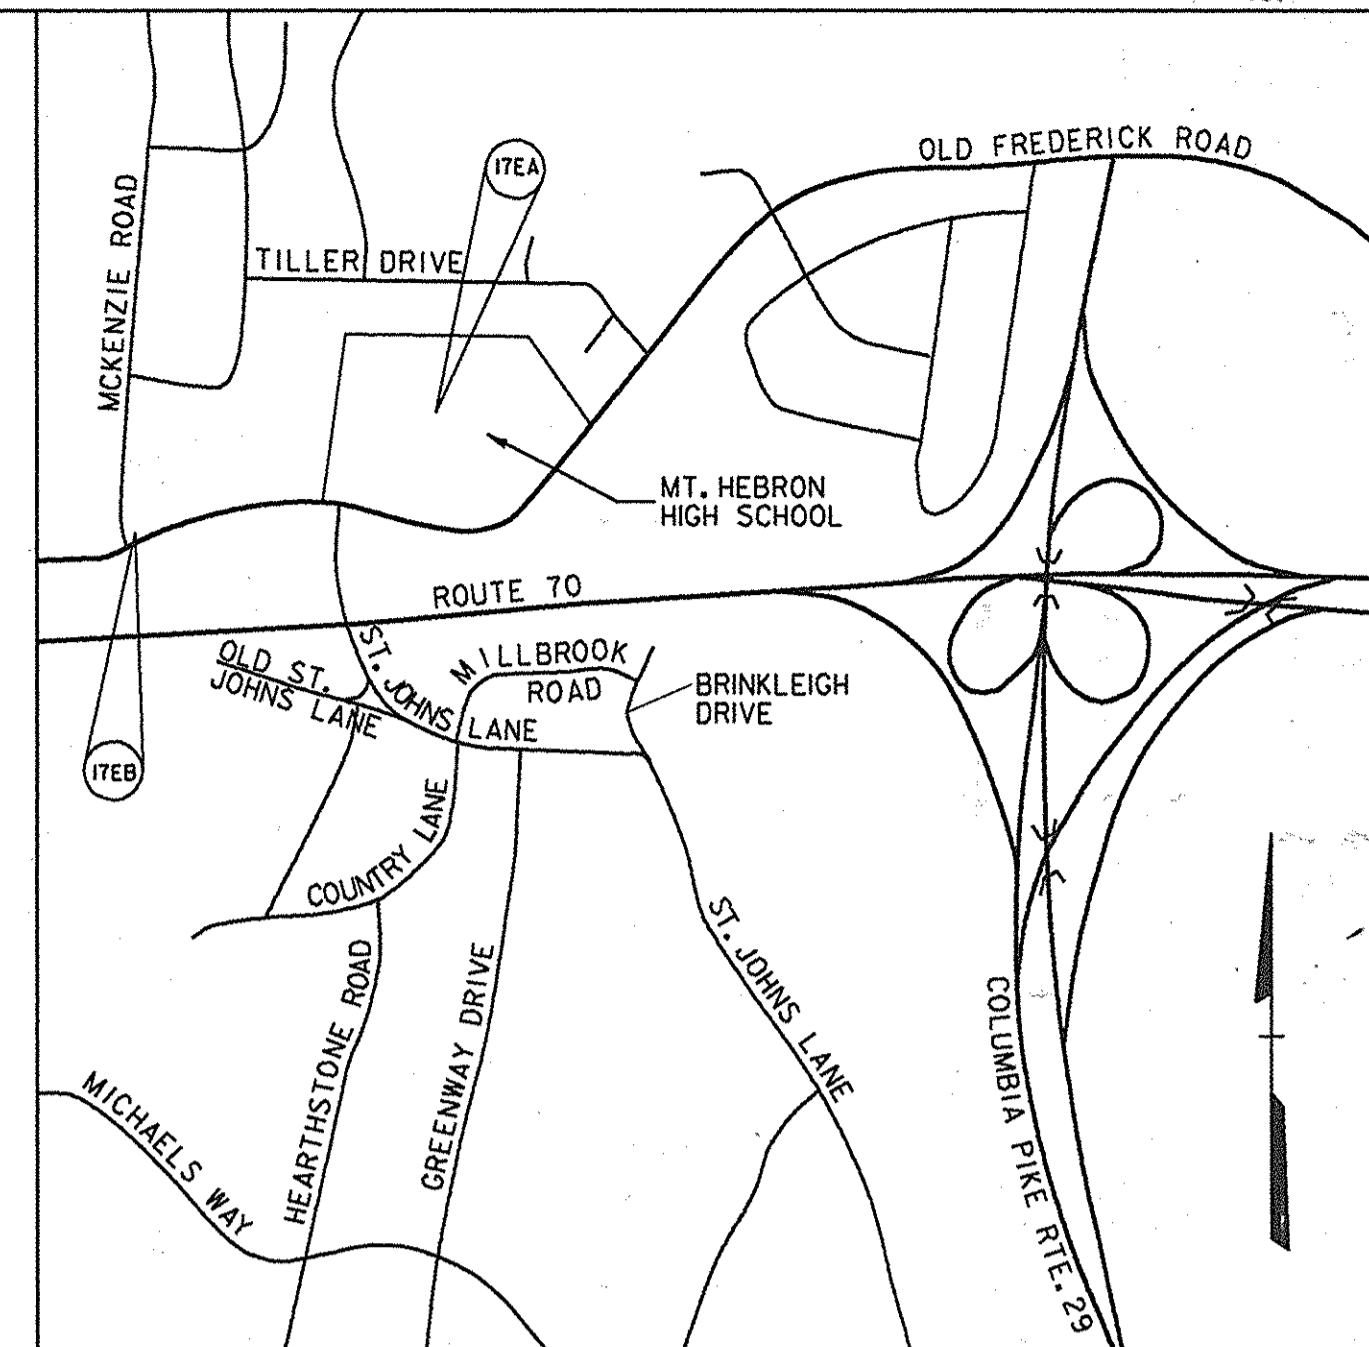 OLD FREDERICK ROAD
17EA
MCKENZIE ROAD
TILLER DRIVE
MT. HEBRON
HIGH SCHOOL
ROUTE 70
OLD ST.
JOHNS LANE
ST. JOHNS LANE
MILLBROOK
ROAD
BRINKLEIGH
DRIVE
17EB
COUNTRY LANE
HEARTHSTONE ROAD
GREENWAY DRIVE
ST. JOHNS LANE
COLUMBIA PIKE RTE. 29
MICHAELS WAY